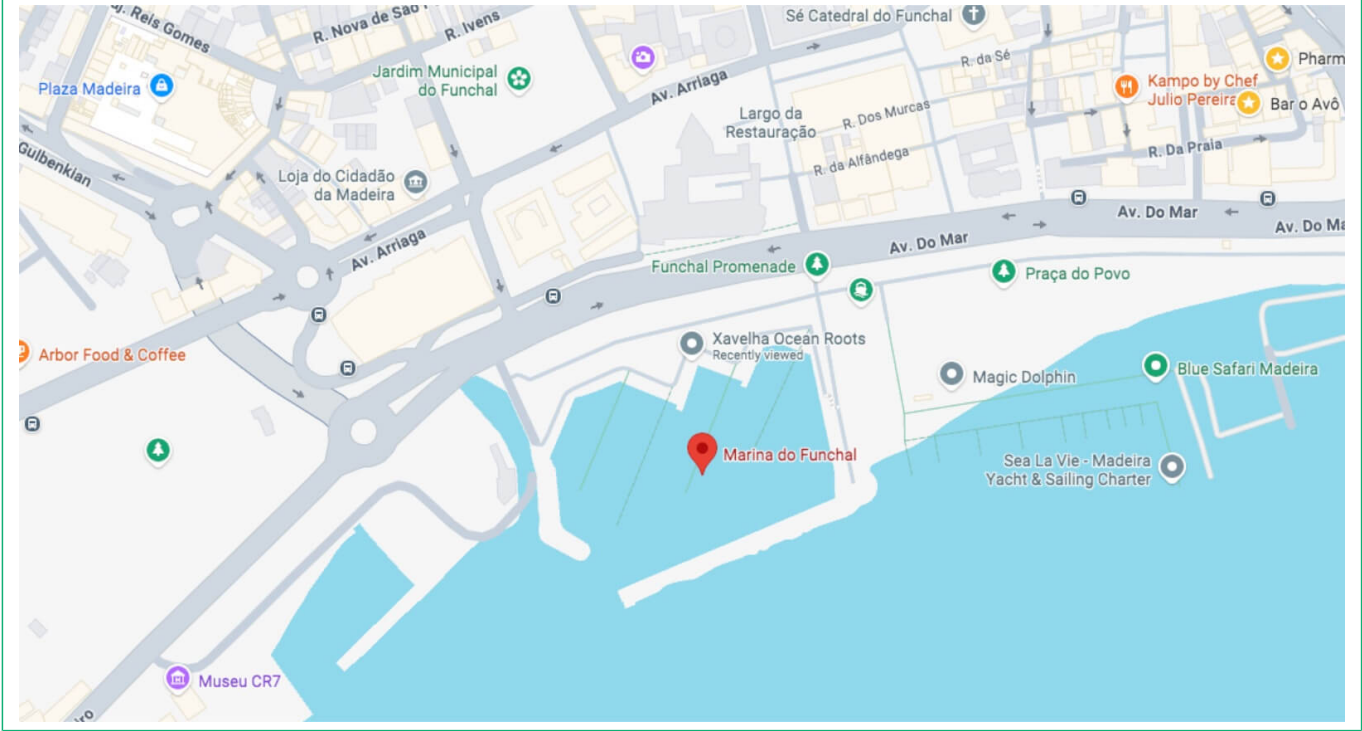 Reis Gomes
R. Nova de São
R. Ivens
Sé Catedral do Funchal
Plaza Madeira
Jardim Municipal
do Funchal
Av. Arriaga
R. da Sé
Pharm
Kampo by Chef
Julio Pereira
Bar o Avô
Largo da
Restauração
R. Dos Murcas
R. da Alfândega
R. Da Praia
Gulbenkian
Loja do Cidadão
da Madeira
Av. Do Mar
Av. Do Ma
Av. Arriaga
Av. Do Mar
Funchal Promenade
Praça do Povo
Arbor Food & Coffee
Xavelha Ocean Roots
Recently viewed
Magic Dolphin
Blue Safari Madeira
Marina do Funchal
Sea La Vie - Madeira
Yacht & Sailing Charter
Museu CR7
iro